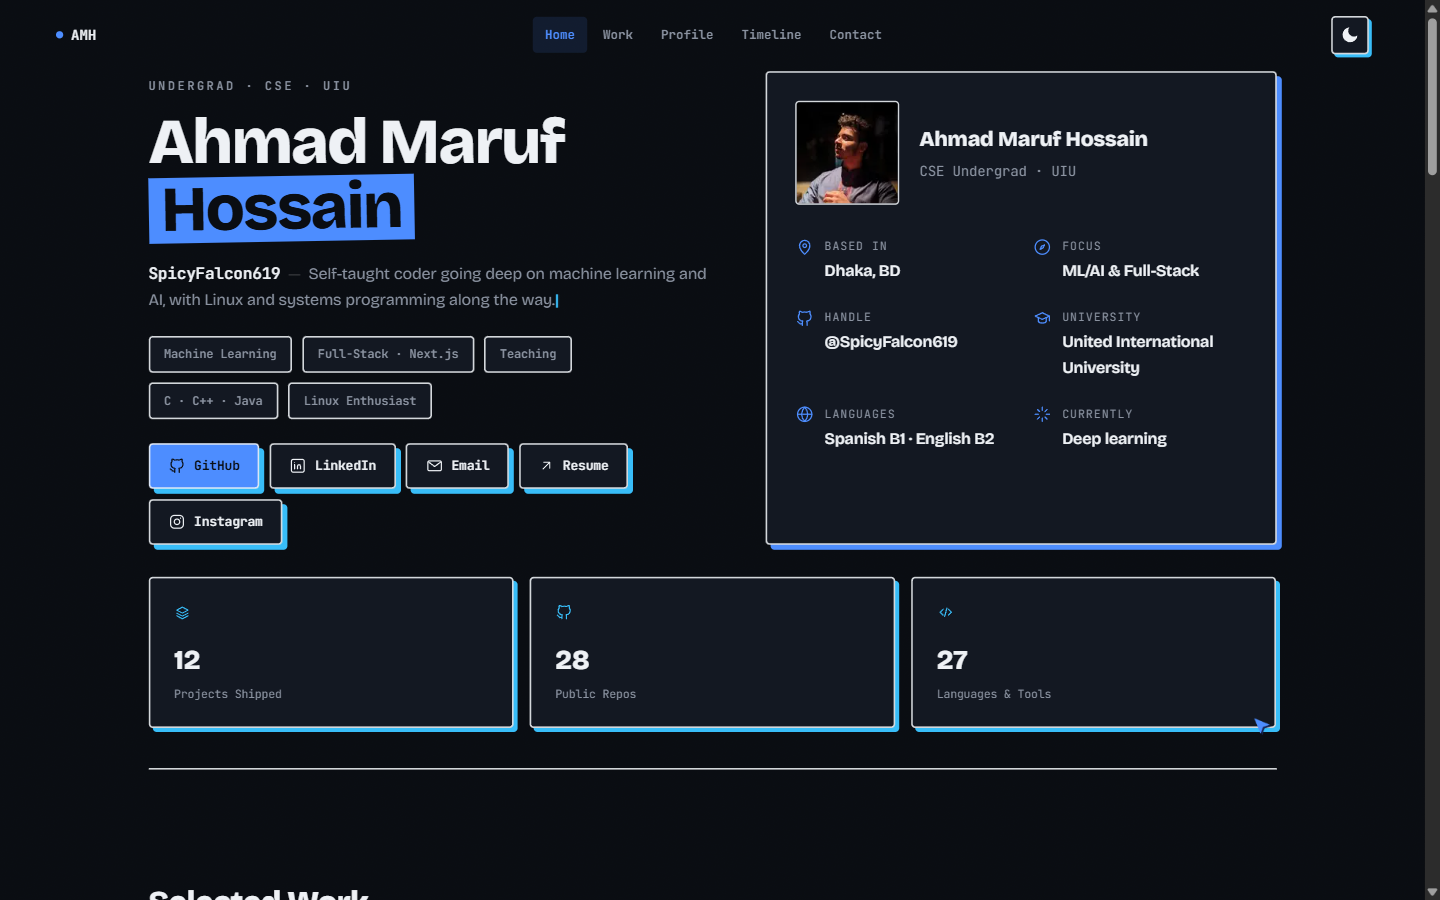 AMH
Home
Work
Profile
Timeline
Contact
UNDERGRAD · CSE · UIU
Ahmad Maruf
Hossain
SpicyFalcon619 — Self-taught coder going deep on machine learning and
AI, with Linux and systems programming along the way.
Machine Learning
Full-Stack · Next.js
Teaching
C · C++ · Java
Linux Enthusiast
GitHub
LinkedIn
Email
Resume
Instagram
Ahmad Maruf Hossain
CSE Undergrad · UIU
BASED IN
Dhaka, BD
FOCUS
ML/AI & Full-Stack
HANDLE
@SpicyFalcon619
UNIVERSITY
United International
University
LANGUAGES
Spanish B1 · English B2
CURRENTLY
Deep learning
12
Projects Shipped
28
Public Repos
27
Languages & Tools
Selected Work